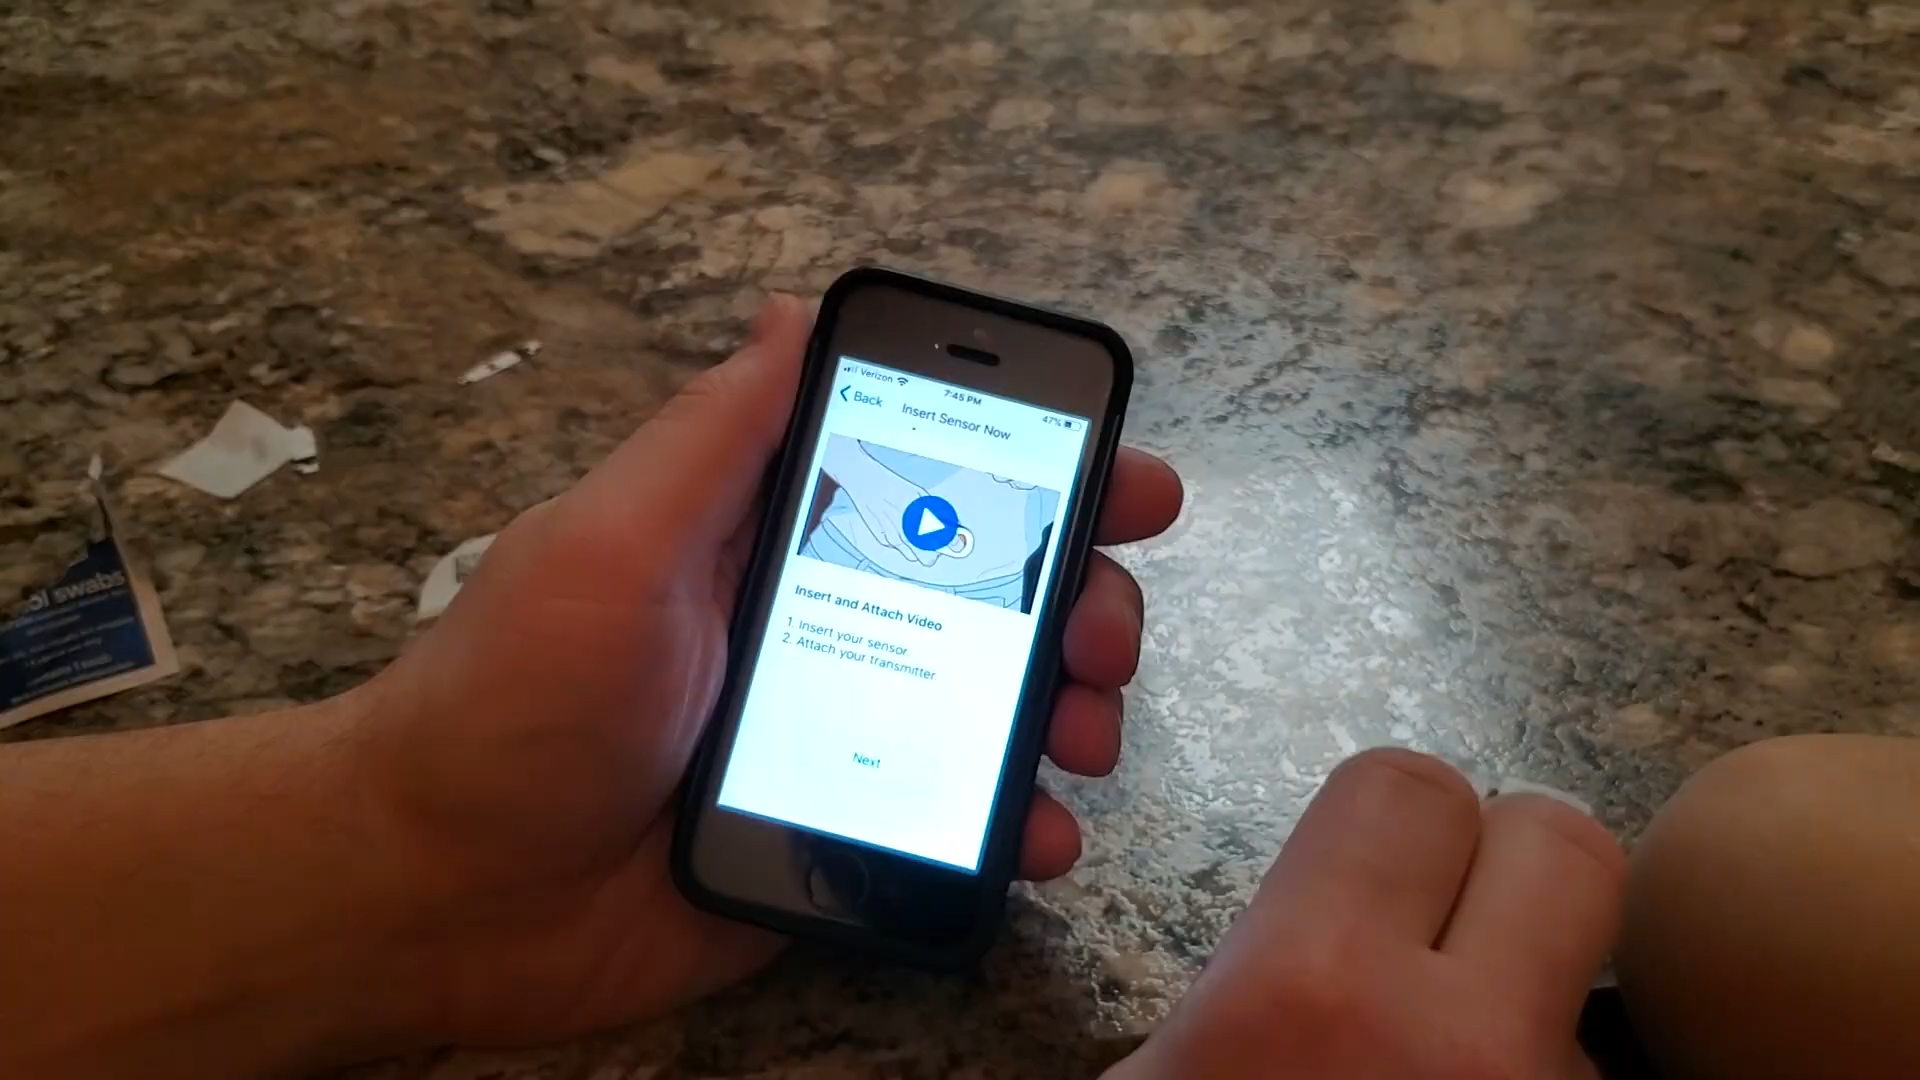 Verizon
7:45 PM
47%
Back
Insert Sensor Now
Insert and Attach Video
1. Insert your sensor.
2. Attach your transmitter.
Next
ol swabs